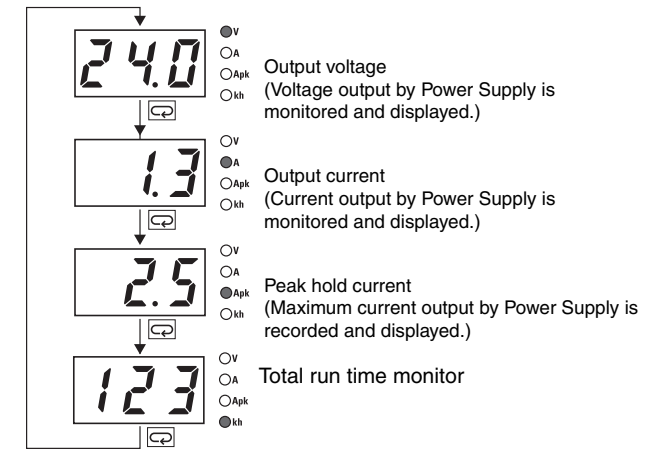 24.0
V
A
Apk
kh
Output voltage
(Voltage output by Power Supply is
monitored and displayed.)
1.3
V
A
Apk
kh
Output current
(Current output by Power Supply is
monitored and displayed.)
2.5
V
A
Apk
kh
Peak hold current
(Maximum current output by Power Supply is
recorded and displayed.)
123
V
A
Apk
kh
Total run time monitor